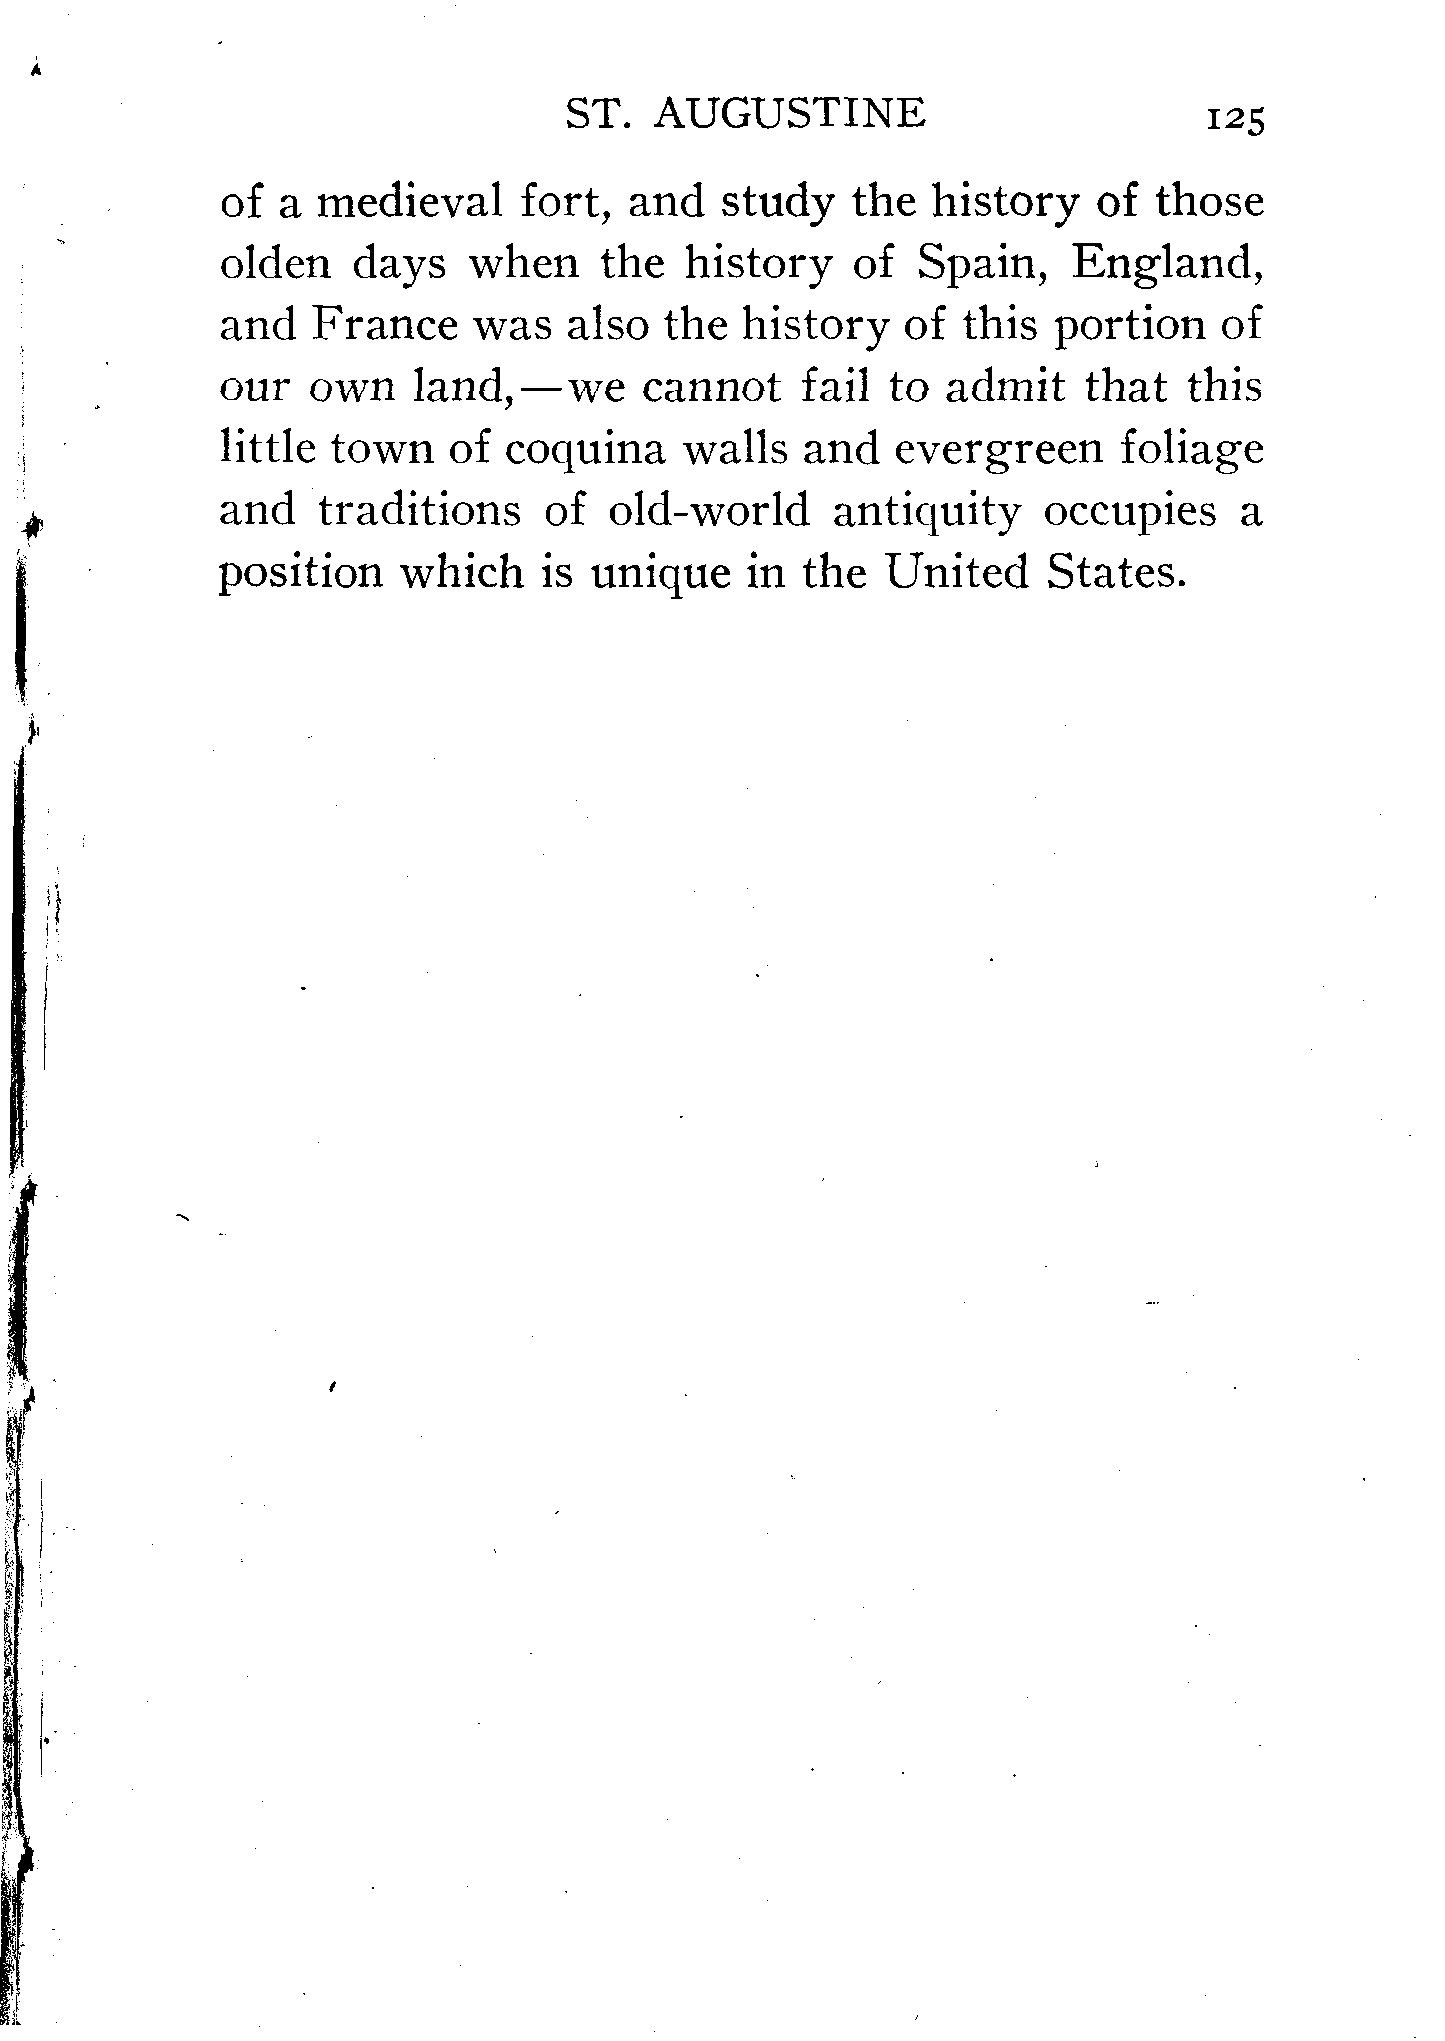 ST. AUGUSTINE 125
of a medieval fort, and study the history of those
olden days when the history of Spain, England,
and France was also the history of this portion of
our own land,—we cannot fail to admit that this
little town of coquina walls and evergreen foliage
and traditions of old-world antiquity occupies a
position which is unique in the United States.